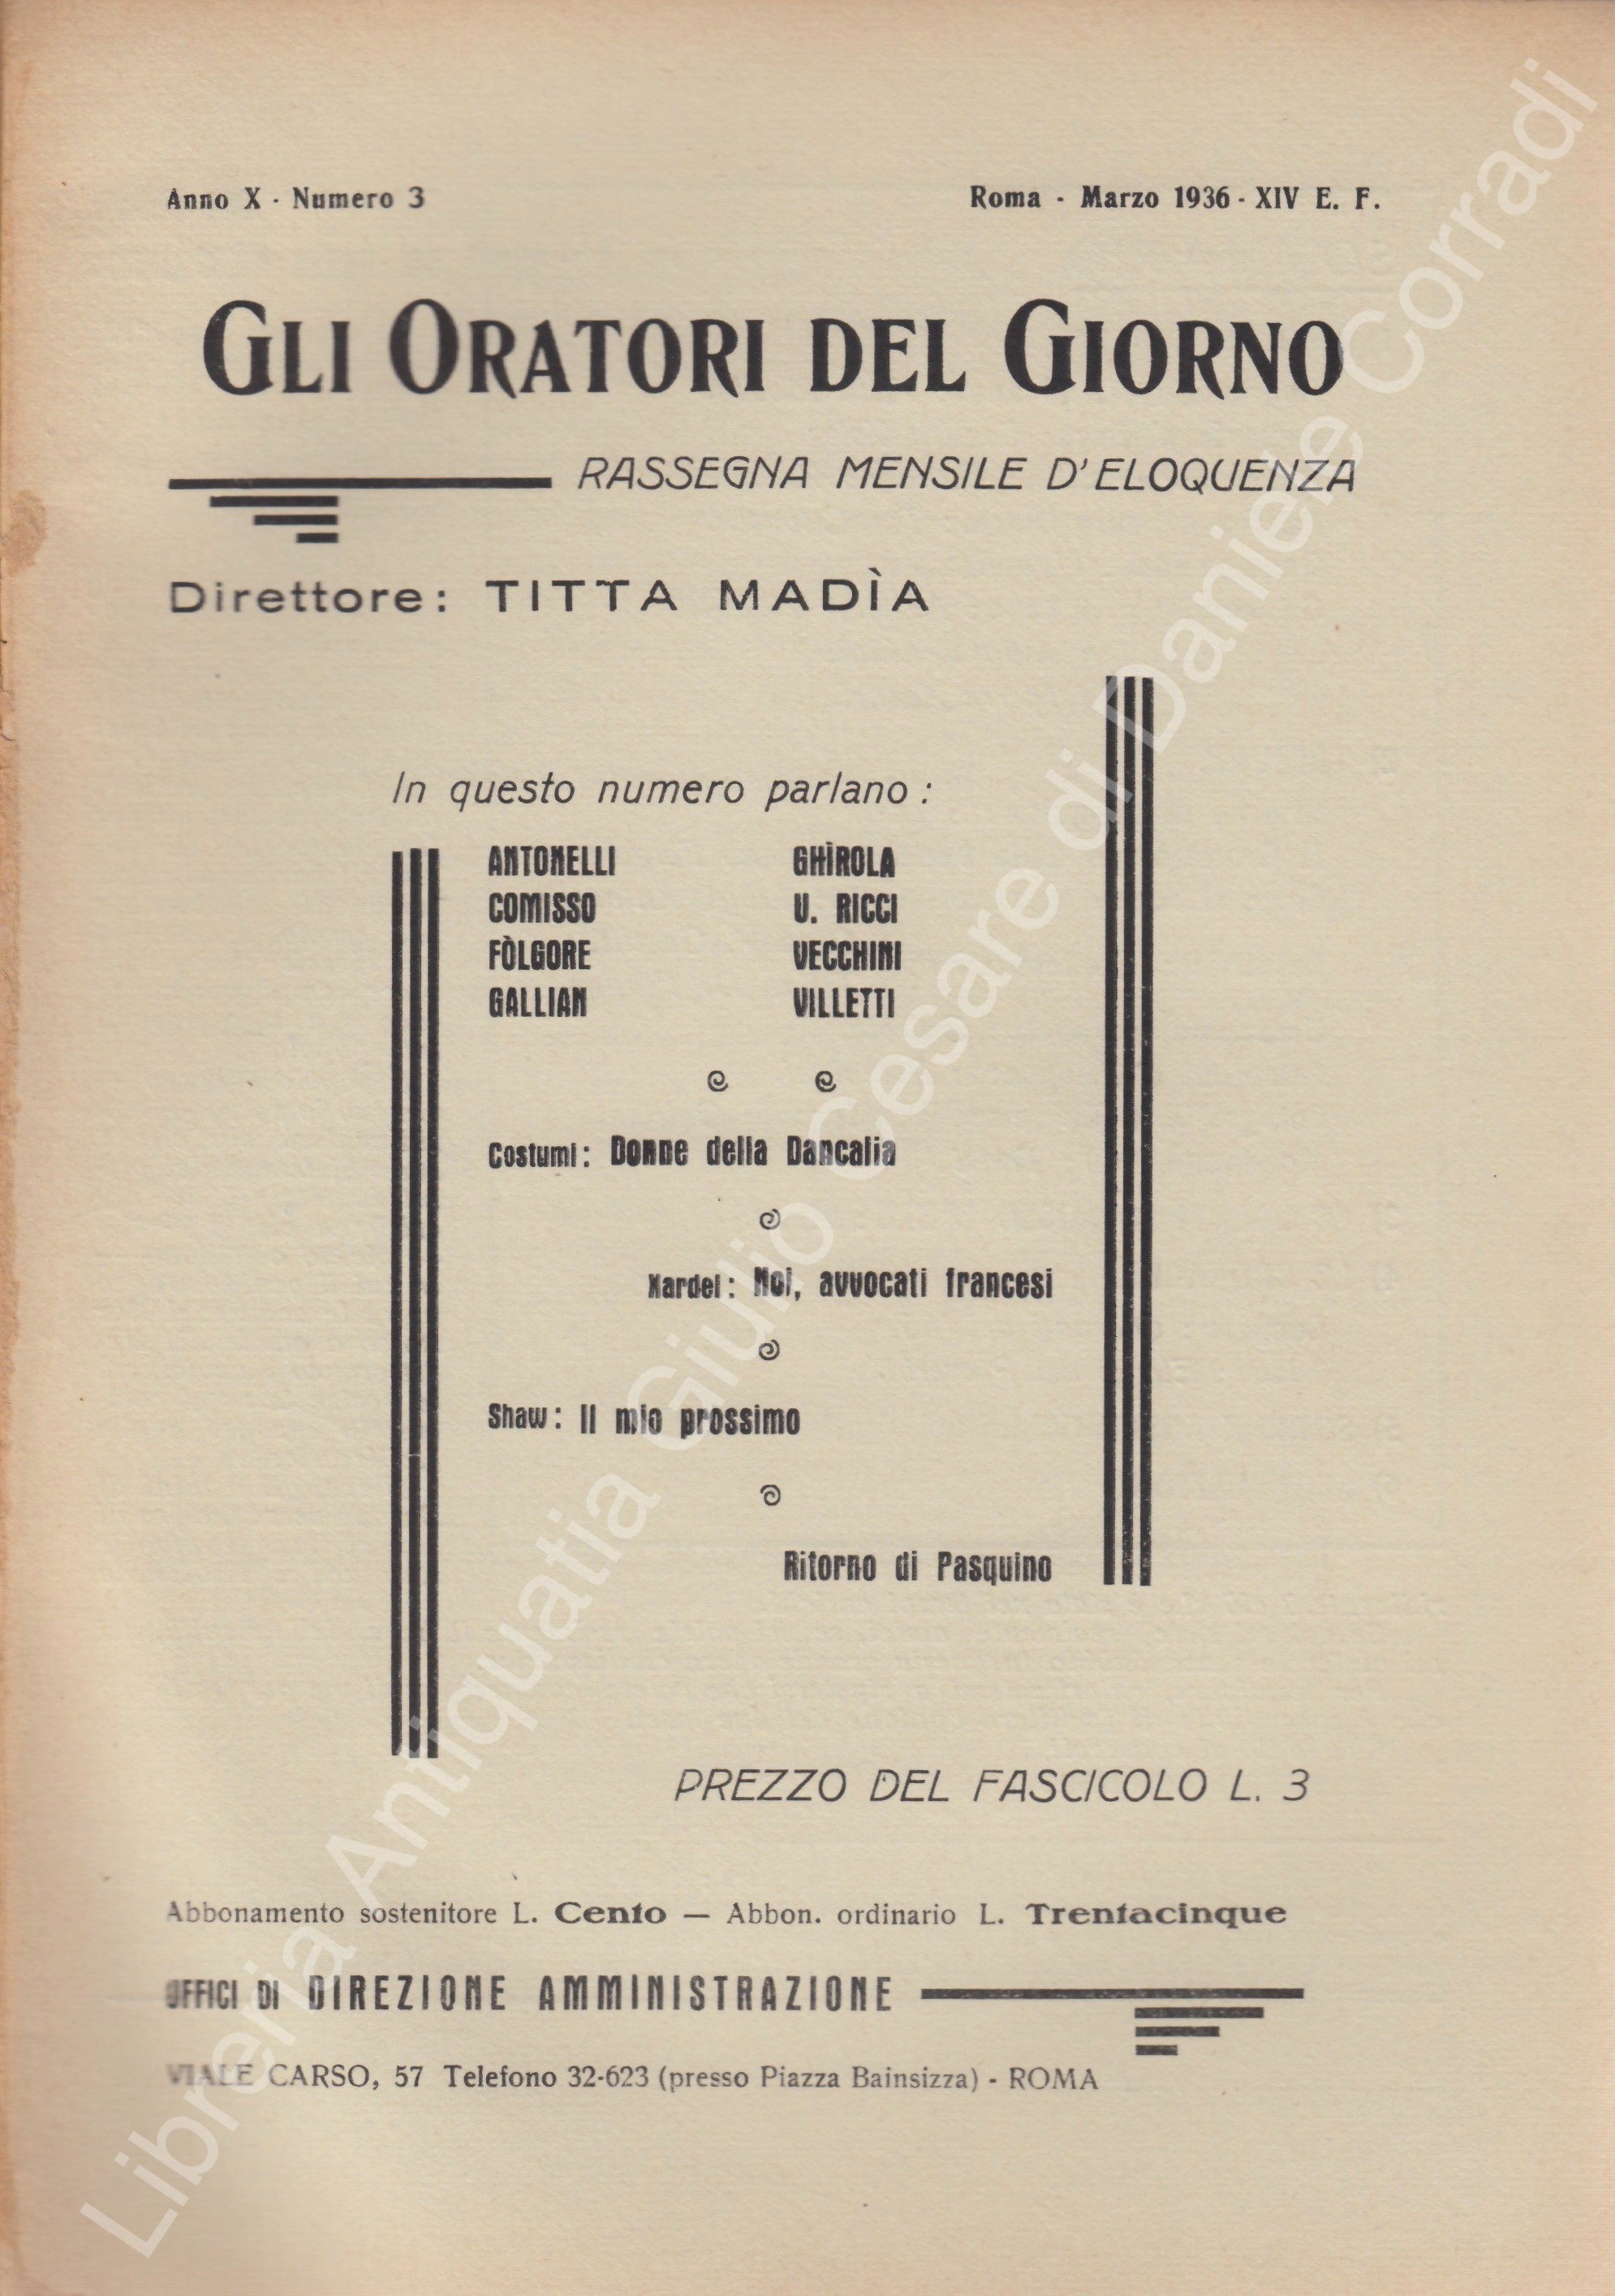 Anno X - Numero 3
Roma - Marzo 1936 - XIV E. F.
GLI ORATORI DEL GIORNO
RASSEGNA MENSILE D'ELOQUENZA
Direttore: TITTA MADÌA
In questo numero parlano :
ANTONELLI GHÌROLA
COMISSO U. RICCI
FÒLGORE VECCHINI
GALLIAN VILLETTI
Costumi: Donne della Dancalia
Xardel: Noi, avvocati francesi
Shaw: Il mio prossimo
Ritorno di Pasquino
PREZZO DEL FASCICOLO L. 3
Abbonamento sostenitore L. Cento — Abbon. ordinario L. Trentacinque
UFFICI DI DIREZIONE AMMINISTRAZIONE
VIALE CARSO, 57 Telefono 32-623 (presso Piazza Bainsizza) - ROMA
Libreria Antiquatia Giulio Cesare di Daniele Corradi